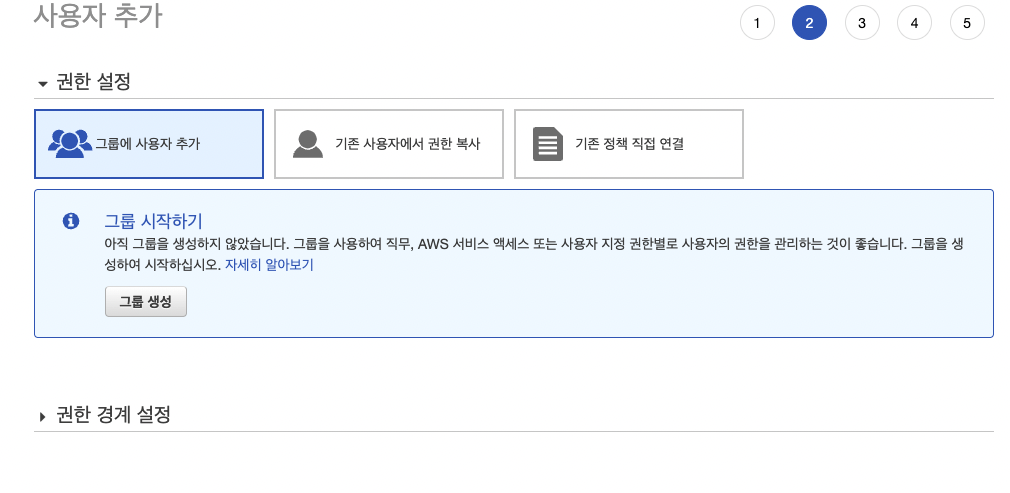 사용자 추가
1 2 3 4 5
권한 설정
그룹에 사용자 추가
기존 사용자에서 권한 복사
기존 정책 직접 연결
그룹 시작하기
아직 그룹을 생성하지 않았습니다. 그룹을 사용하여 직무, AWS 서비스 액세스 또는 사용자 지정 권한별로 사용자의 권한을 관리하는 것이 좋습니다. 그룹을 생
성하여 시작하십시오. 자세히 알아보기
그룹 생성
권한 경계 설정